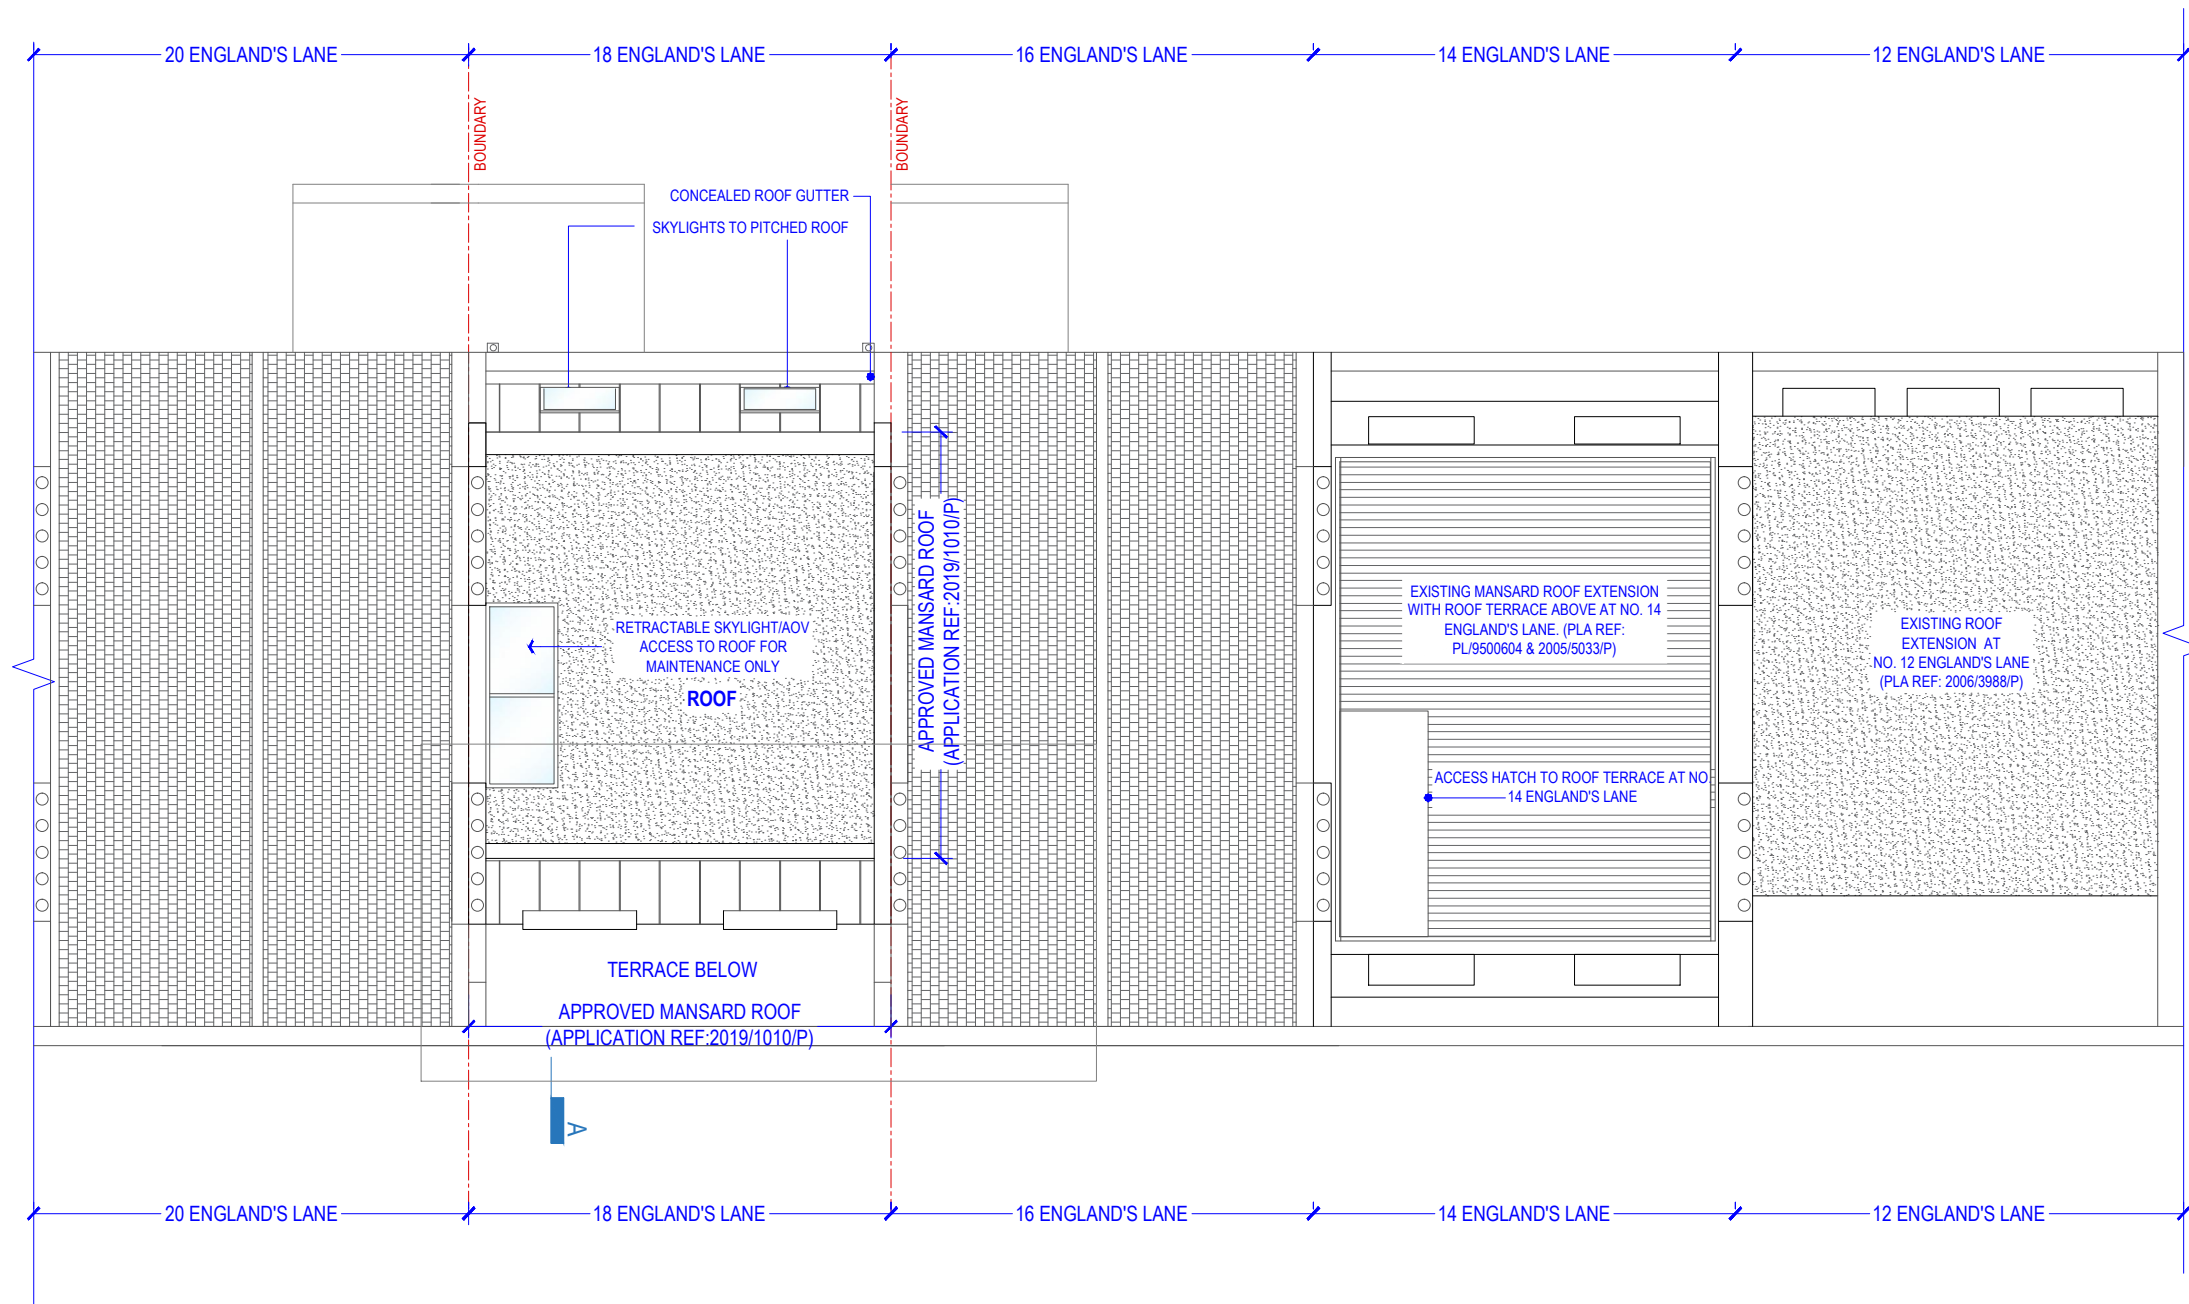 20 ENGLAND'S LANE
18 ENGLAND'S LANE
16 ENGLAND'S LANE
14 ENGLAND'S LANE
12 ENGLAND'S LANE
BOUNDARY
BOUNDARY
CONCEALED ROOF GUTTER
SKYLIGHTS TO PITCHED ROOF
APPROVED MANSARD ROOF
(APPLICATION REF:2019/1010/P)
RETRACTABLE SKYLIGHT/AOV
ACCESS TO ROOF FOR
MAINTENANCE ONLY
ROOF
EXISTING MANSARD ROOF EXTENSION
WITH ROOF TERRACE ABOVE AT NO. 14
ENGLAND'S LANE. (PLA REF:
PL/9500604 & 2005/5033/P)
EXISTING ROOF
EXTENSION AT
NO. 12 ENGLAND'S LANE
(PLA REF: 2006/3988/P)
ACCESS HATCH TO ROOF TERRACE AT NO.
14 ENGLAND'S LANE
TERRACE BELOW
APPROVED MANSARD ROOF
(APPLICATION REF:2019/1010/P)
A
20 ENGLAND'S LANE
18 ENGLAND'S LANE
16 ENGLAND'S LANE
14 ENGLAND'S LANE
12 ENGLAND'S LANE